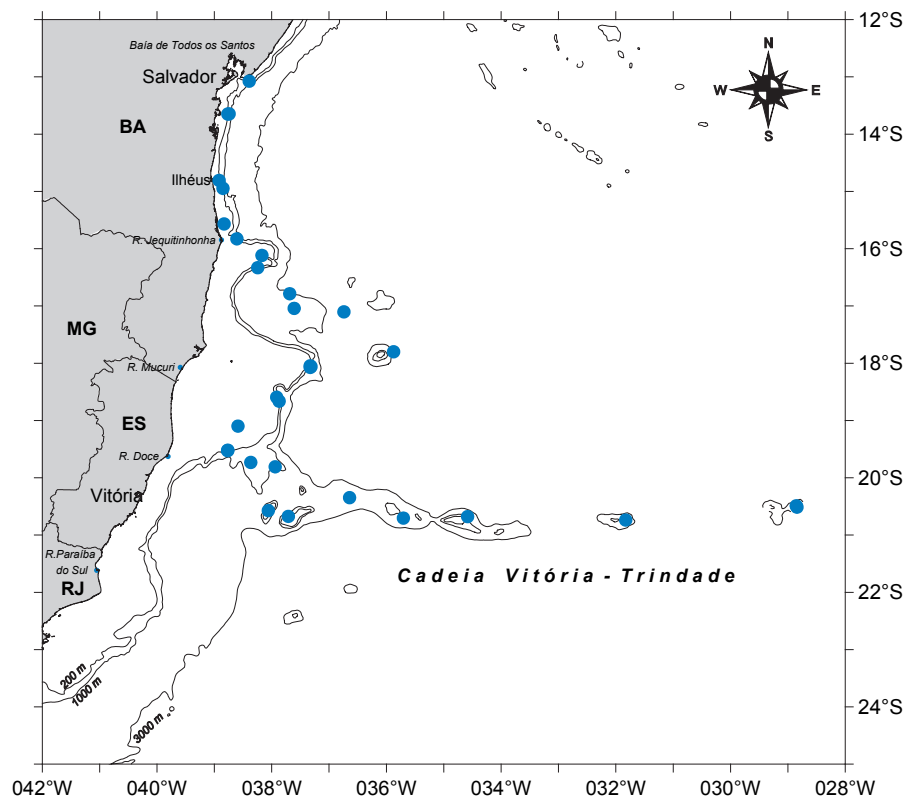 12°S
Baía de Todos os Santos
N
Salvador
W
E
BA
S
14°S
Ilhéus
R. Jequitinhonha
16°S
MG
R. Mucuri
18°S
ES
R. Doce
20°S
Vitória
R.Paraíba
do Sul
RJ
Cadeia Vitória - Trindade
22°S
200 m
1000 m
3000 m
24°S
042°W
040°W
038°W
036°W
034°W
032°W
030°W
028°W